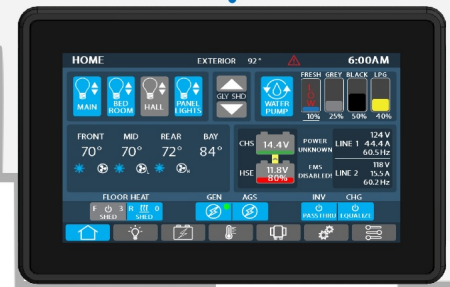 HOME EXTERIOR 92° 6:00AM
FRESH GREY BLACK LPG
MAIN BED ROOM HALL PANEL LIGHTS GLY SHD WATER PUMP
LOW
10% 25% 50% 40%
FRONT MID REAR BAY
70° 70° 72° 84°
CHS 14.4V POWER UNKNOWN LINE 1 124 V 44.4 A 60.5 Hz
HSE 11.8V 80% EMS DISABLED! LINE 2 118 V 15.5 A 60.2 Hz
FLOOR HEAT GEN AGS INV CHG
F 3 SHED R 0 SHED PASSTHRU EQUALIZE